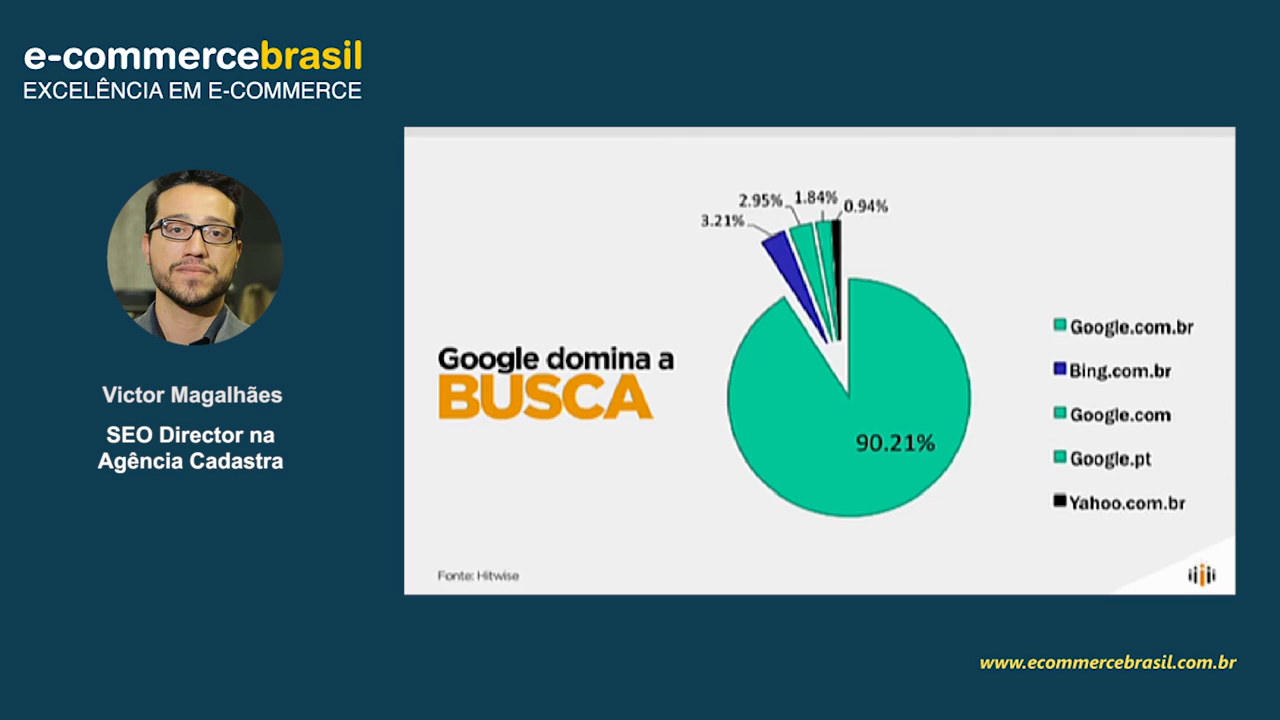 e-commercebrasil
EXCELÊNCIA EM E-COMMERCE
Victor Magalhães
SEO Director na
Agência Cadastra
Google domina a
BUSCA
3.21%
2.95%
1.84%
0.94%
90.21%
Google.com.br
Bing.com.br
Google.com
Google.pt
Yahoo.com.br
Fonte: Hitwise
www.ecommercebrasil.com.br